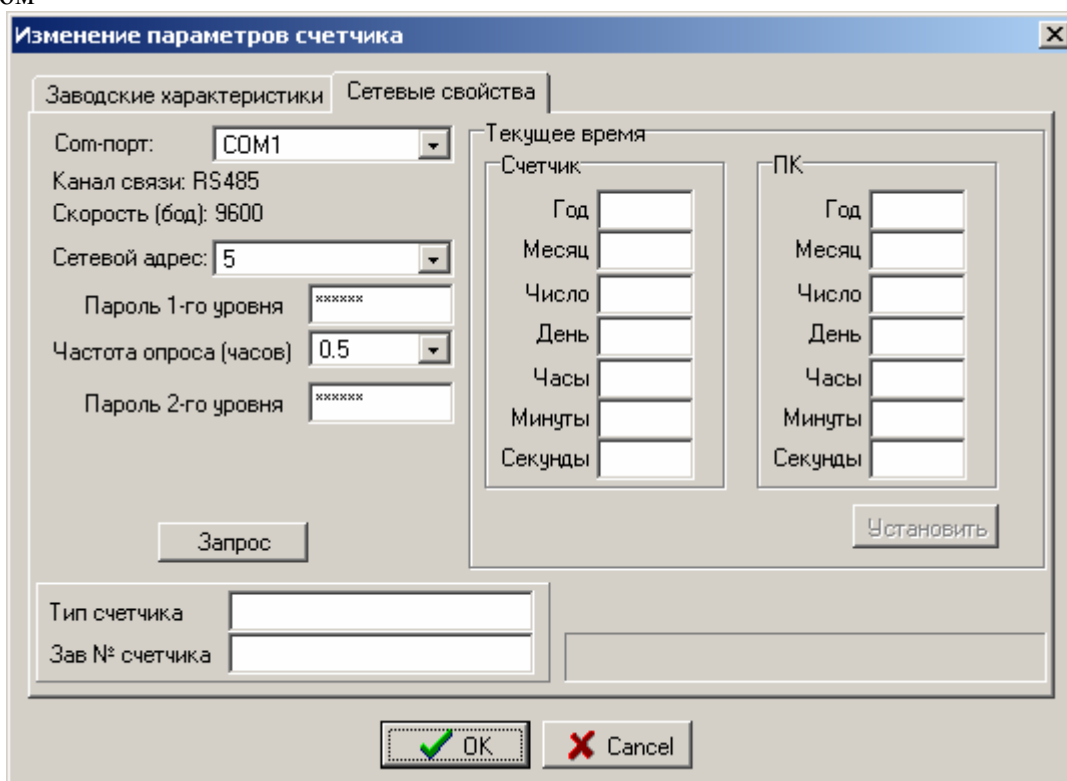 ом
Изменение параметров счетчика
Заводские характеристики
Сетевые свойства
Com-порт: COM1
Канал связи: RS485
Скорость (бод): 9600
Сетевой адрес: 5
Пароль 1-го уровня ××××××
Частота опроса (часов) 0.5
Пароль 2-го уровня ××××××
Запрос
Текущее время
Счетчик
Год
Месяц
Число
День
Часы
Минуты
Секунды
ПК
Год
Месяц
Число
День
Часы
Минуты
Секунды
Установить
Тип счетчика
Зав № счетчика
OK
Cancel